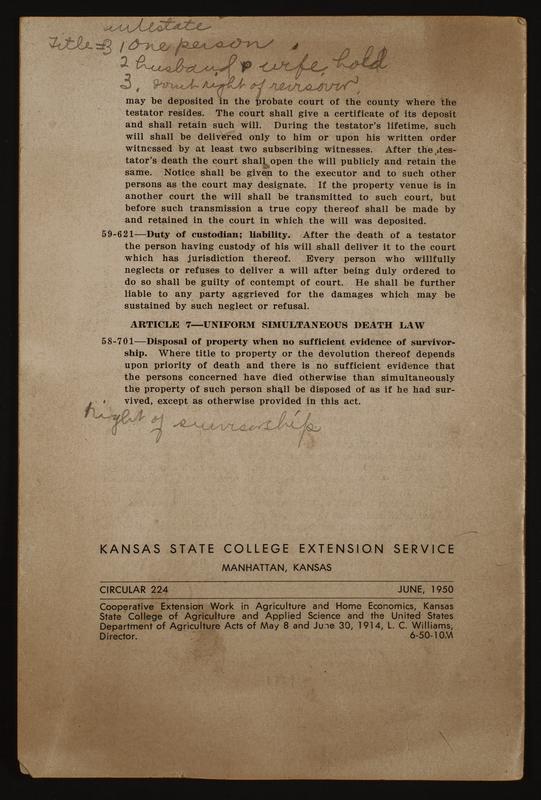 intestate
Title = 3 1 One person
2 husband & wife hold
3. joint right of
may be deposited in the probate court of the county where the
testator resides. The court shall give a certificate of its deposit
and shall retain such will. During the testator's lifetime, such
will shall be delivered only to him or upon his written order
witnessed by at least two subscribing witnesses. After the tes-
tator's death the court shall open the will publicly and retain the
same. Notice shall be given to the executor and to such other
persons as the court may designate. If the property venue is in
another court the will shall be transmitted to such court, but
before such transmission a true copy thereof shall be made by
and retained in the court in which the will was deposited.
59-621—Duty of custodian; liability. After the death of a testator
the person having custody of his will shall deliver it to the court
which has jurisdiction thereof. Every person who willfully
neglects or refuses to deliver a will after being duly ordered to
do so shall be guilty of contempt of court. He shall be further
liable to any party aggrieved for the damages which may be
sustained by such neglect or refusal.
ARTICLE 7—UNIFORM SIMULTANEOUS DEATH LAW
58-701—Disposal of property when no sufficient evidence of survivor-
ship. Where title to property or the devolution thereof depends
upon priority of death and there is no sufficient evidence that
the persons concerned have died otherwise than simultaneously
the property of such person shall be disposed of as if he had sur-
vived, except as otherwise provided in this act.
Right of survivorship
KANSAS STATE COLLEGE EXTENSION SERVICE
MANHATTAN, KANSAS
CIRCULAR 224 JUNE, 1950
Cooperative Extension Work in Agriculture and Home Economics, Kansas
State College of Agriculture and Applied Science and the United States
Department of Agriculture Acts of May 8 and June 30, 1914, L. C. Williams,
Director. 6-50-10M